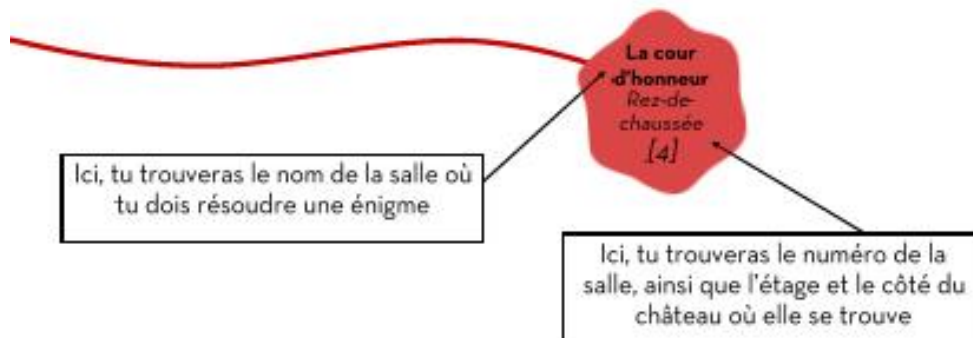 La cour
d'honneur
Rez-de-
chaussée
[4]
Ici, tu trouveras le nom de la salle où
tu dois résoudre une énigme
Ici, tu trouveras le numéro de la
salle, ainsi que l'étage et le côté du
château où elle se trouve